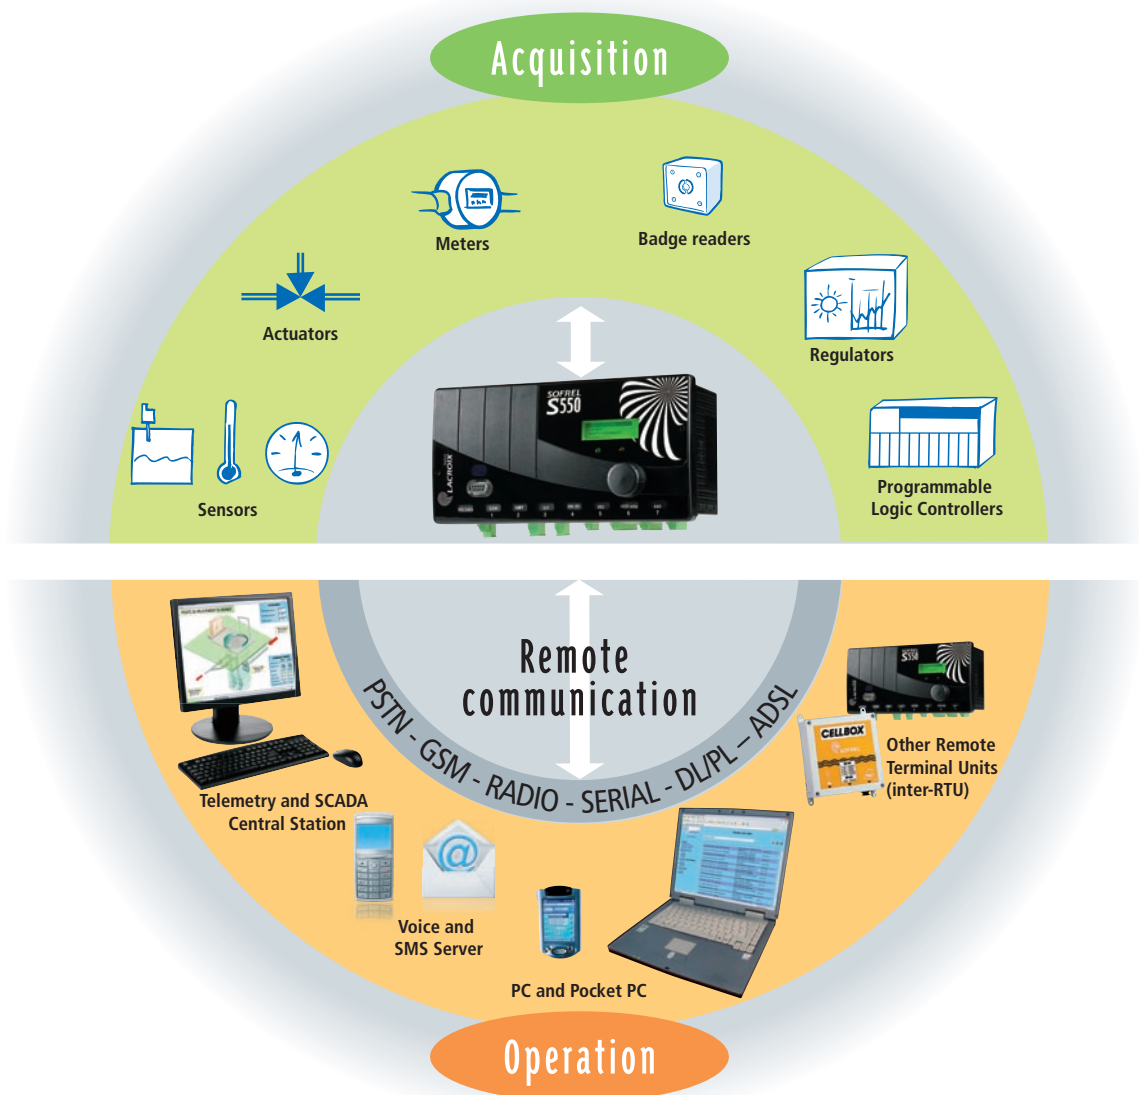 Acquisition
Meters
Badge readers
Actuators
Regulators
Sensors
Programmable
Logic Controllers
SOFREL
S550
LACROIX
Remote
communication
PSTN - GSM - RADIO - SERIAL - DL/PL – ADSL
Telemetry and SCADA
Central Station
S550
CELLBOX
SOFREL
Other Remote
Terminal Units
(inter-RTU)
@
Voice and
SMS Server
PC and Pocket PC
Operation